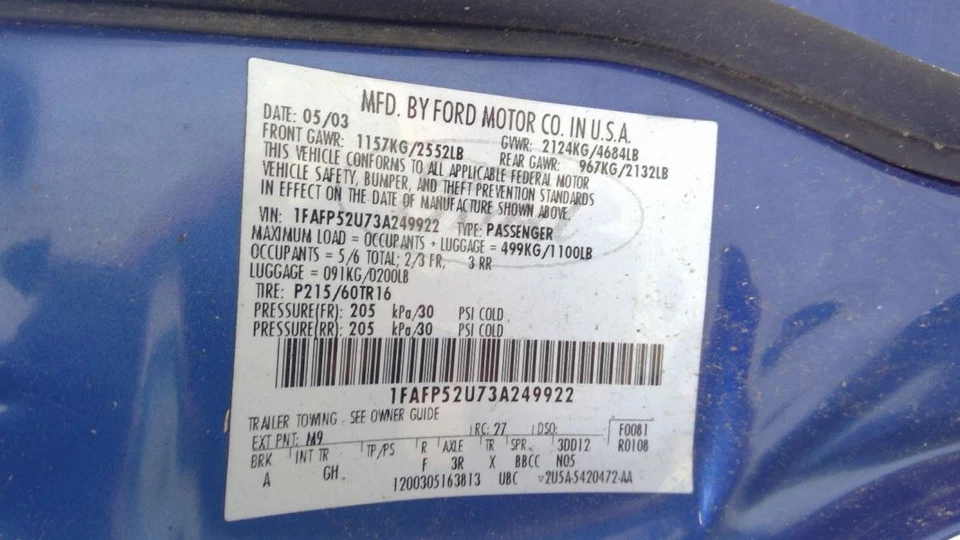 MFD. BY FORD MOTOR CO. IN U.S.A.
DATE: 05/03 GVWR: 2124KG/4684LB
FRONT GAWR: 1157KG/2552LB REAR GAWR: 967KG/2132LB
THIS VEHICLE CONFORMS TO ALL APPLICABLE FEDERAL MOTOR
VEHICLE SAFETY, BUMPER, AND THEFT PREVENTION STANDARDS
IN EFFECT ON THE DATE OF MANUFACTURE SHOWN ABOVE.
VIN: 1FAFP52U73A249922 TYPE: PASSENGER
MAXIMUM LOAD = OCCUPANTS + LUGGAGE = 499KG/1100LB
OCCUPANTS = 5/6 TOTAL; 2/3 FR, 3 RR
LUGGAGE = 091KG/0200LB
TIRE: P215/60TR16
PRESSURE(FR): 205 kPa/30 PSI COLD
PRESSURE(RR): 205 kPa/30 PSI COLD
1FAFP52U73A249922
TRAILER TOWING - SEE OWNER GUIDE
EXT PNT: M9 RC: 27 DSO: F0081
BRK INT TR TP/PS R AXLE TR SPR 3DD12 R0108
A GH F 3R X BBCC N05
1200305163813 UBC 2U5A-5420472-AA